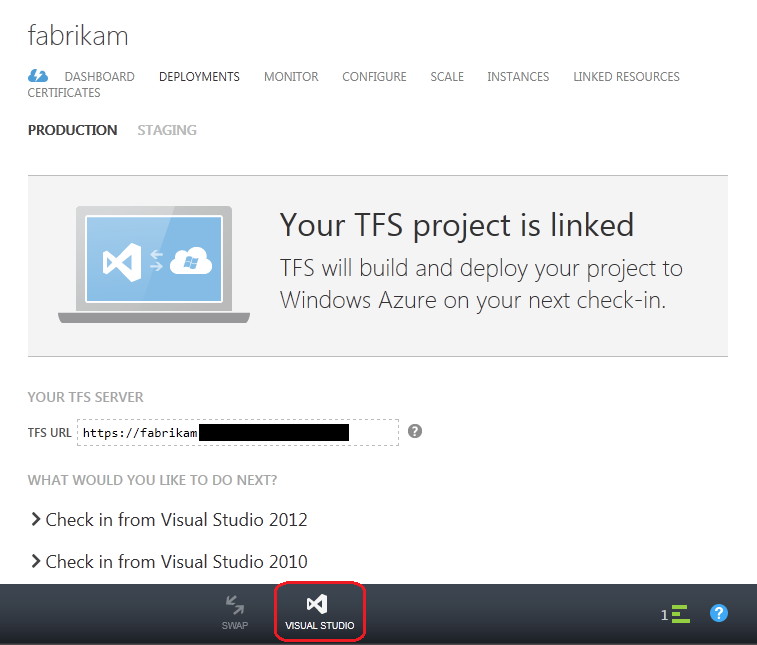 fabrikam
DASHBOARD DEPLOYMENTS MONITOR CONFIGURE SCALE INSTANCES LINKED RESOURCES
CERTIFICATES
PRODUCTION STAGING
Your TFS project is linked
TFS will build and deploy your project to
Windows Azure on your next check-in.
YOUR TFS SERVER
TFS URL https://fabrikam ?
WHAT WOULD YOU LIKE TO DO NEXT?
Check in from Visual Studio 2012
Check in from Visual Studio 2010
SWAP VISUAL STUDIO 1 ?